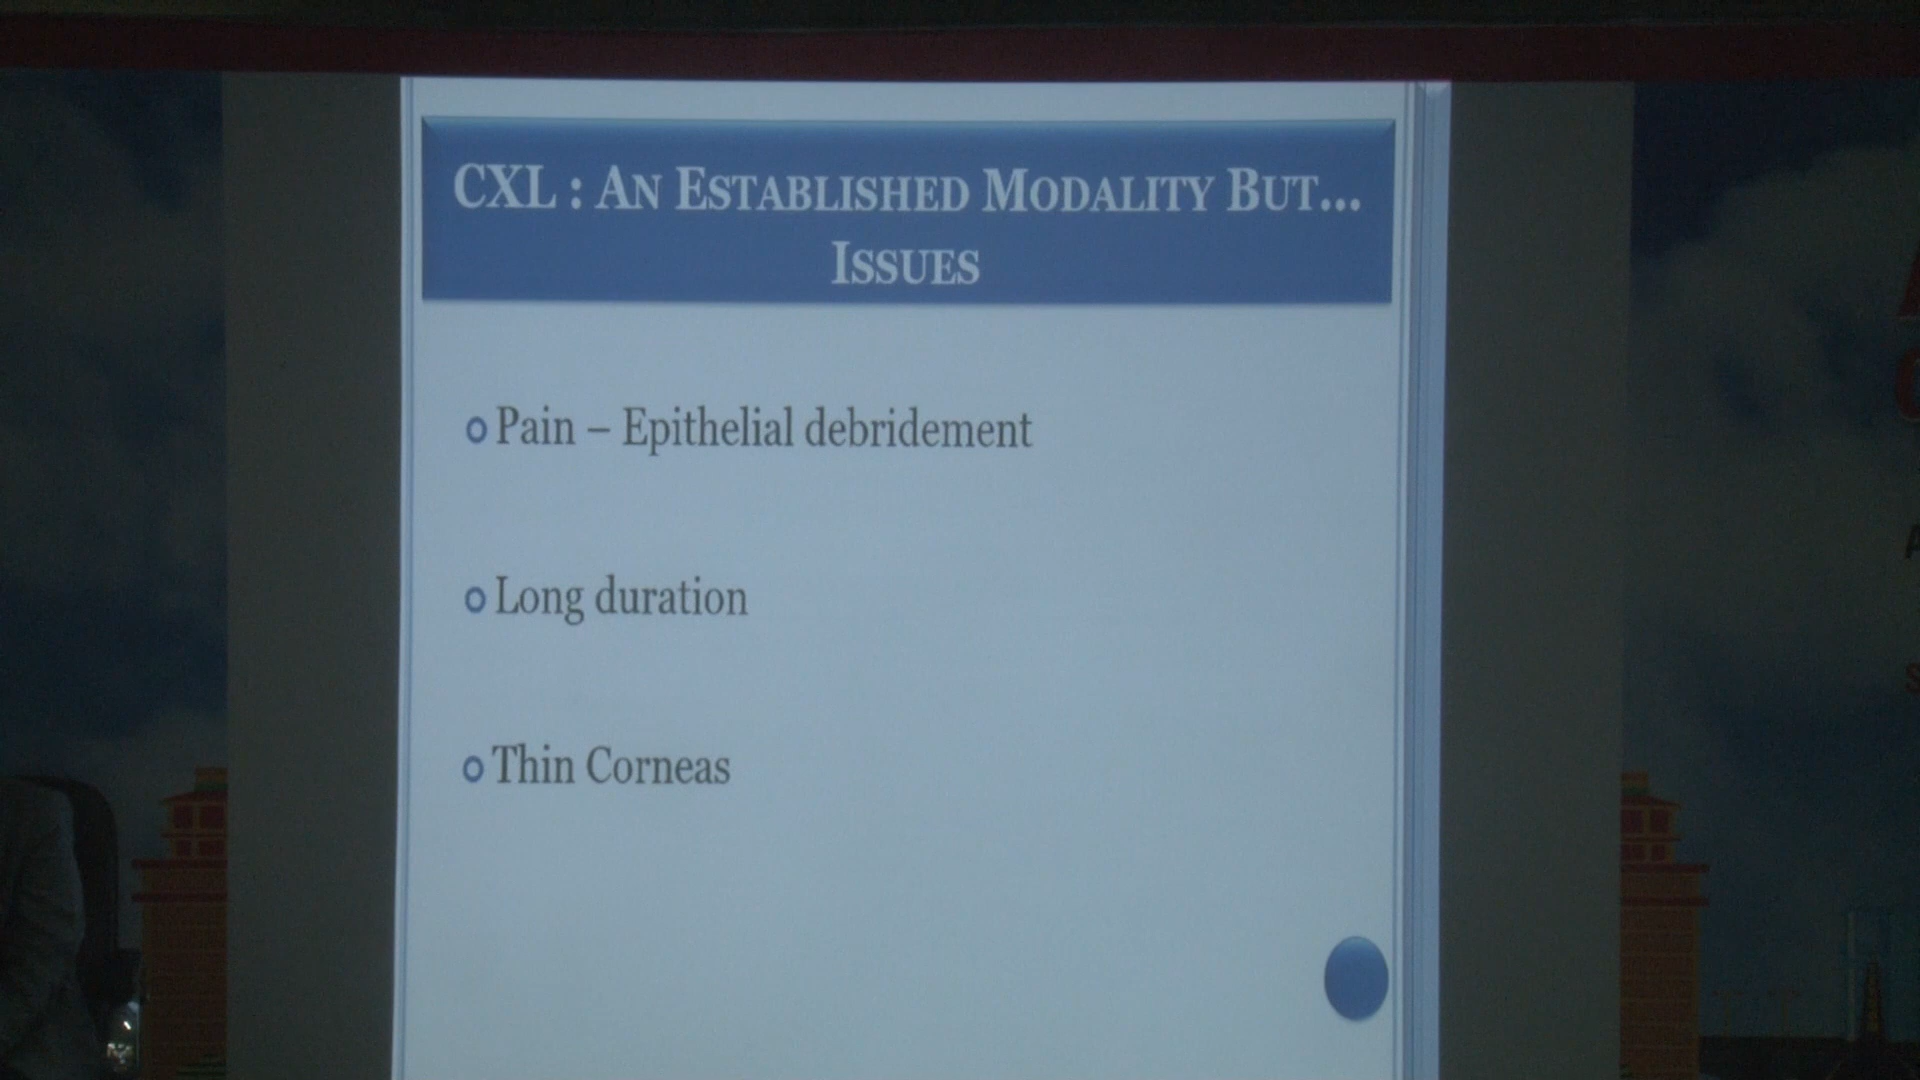 CXL : AN ESTABLISHED MODALITY BUT...
ISSUES
Pain – Epithelial debridement
Long duration
Thin Corneas